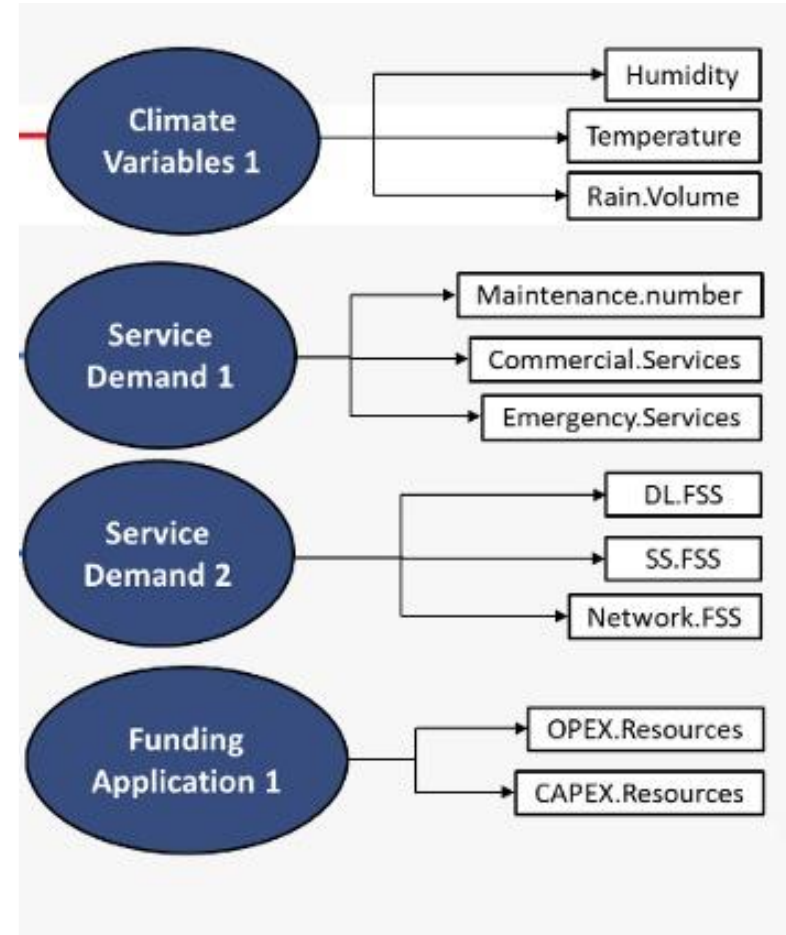 Climate
Variables 1
Humidity
Temperature
Rain.Volume
Service
Demand 1
Maintenance.number
Commercial.Services
Emergency.Services
Service
Demand 2
DL.FSS
SS.FSS
Network.FSS
Funding
Application 1
OPEX.Resources
CAPEX.Resources